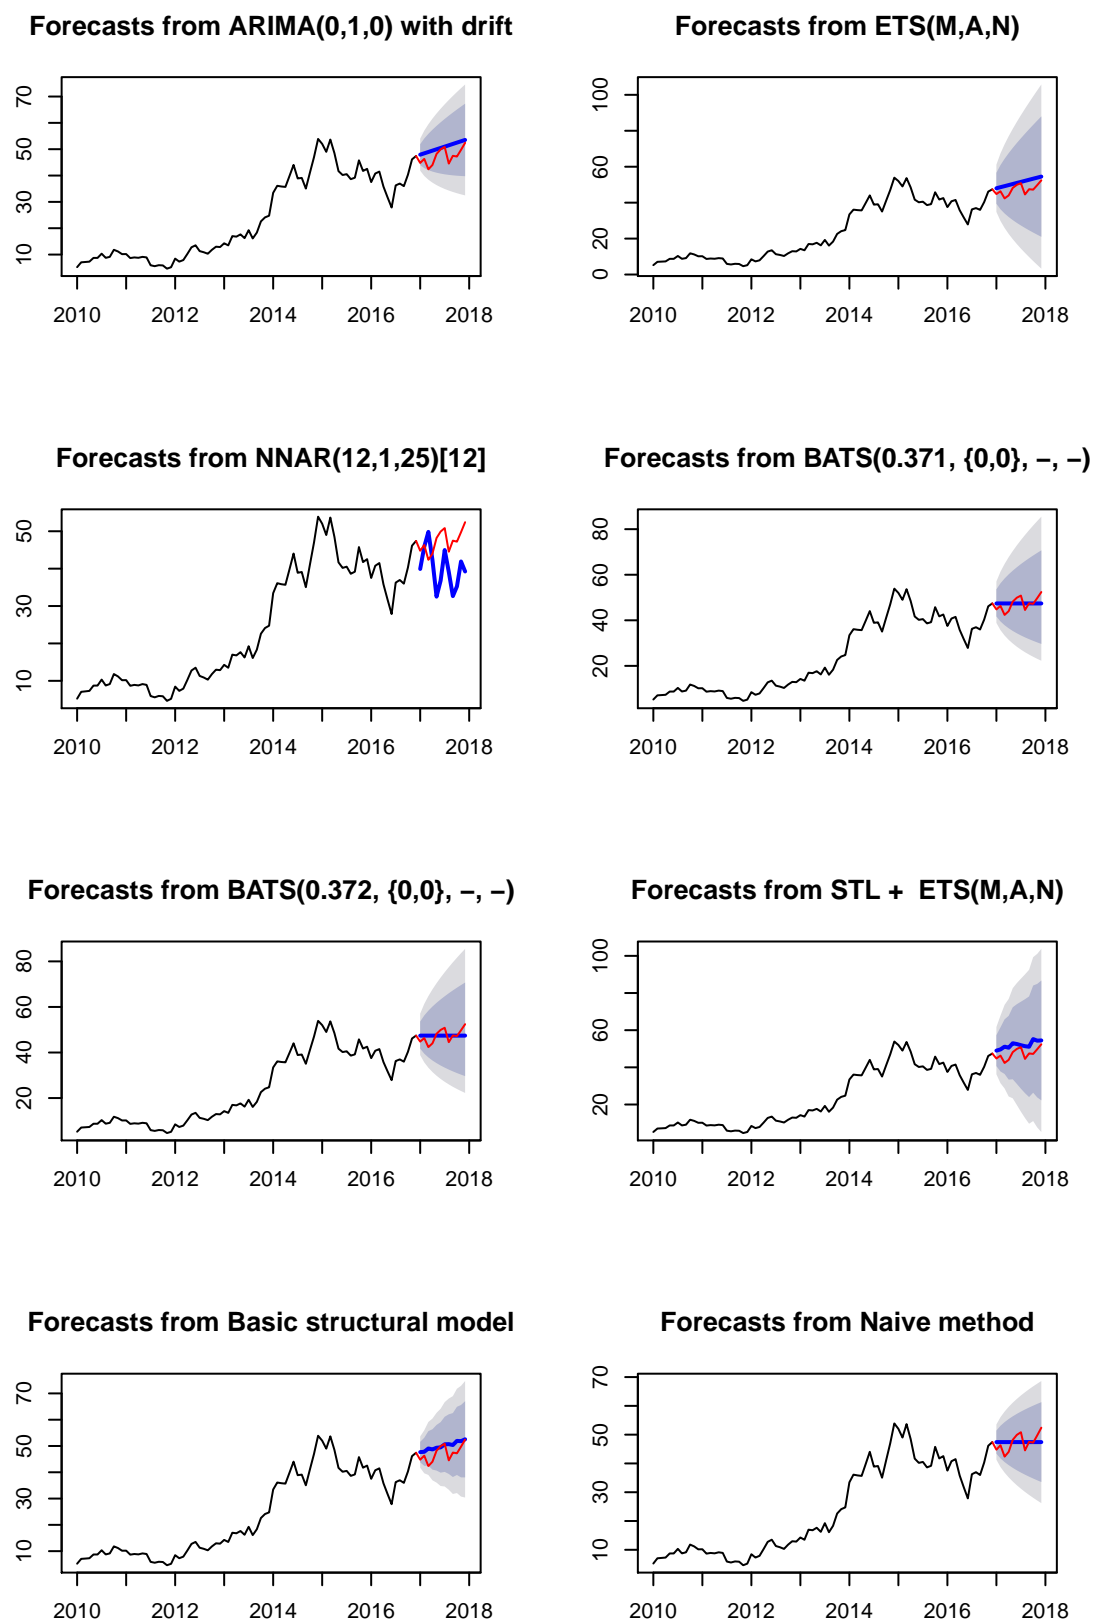 Forecasts from ARIMA(0,1,0) with drift
70
50
30
10
2010 2012 2014 2016 2018
Forecasts from ETS(M,A,N)
100
60
20
0
2010 2012 2014 2016 2018
Forecasts from NNAR(12,1,25)[12]
50
30
10
2010 2012 2014 2016 2018
Forecasts from BATS(0.371, {0,0}, −, −)
80
60
40
20
2010 2012 2014 2016 2018
Forecasts from BATS(0.372, {0,0}, −, −)
80
60
40
20
2010 2012 2014 2016 2018
Forecasts from STL +  ETS(M,A,N)
100
60
20
2010 2012 2014 2016 2018
Forecasts from Basic structural model
70
50
30
10
2010 2012 2014 2016 2018
Forecasts from Naive method
70
50
30
10
2010 2012 2014 2016 2018